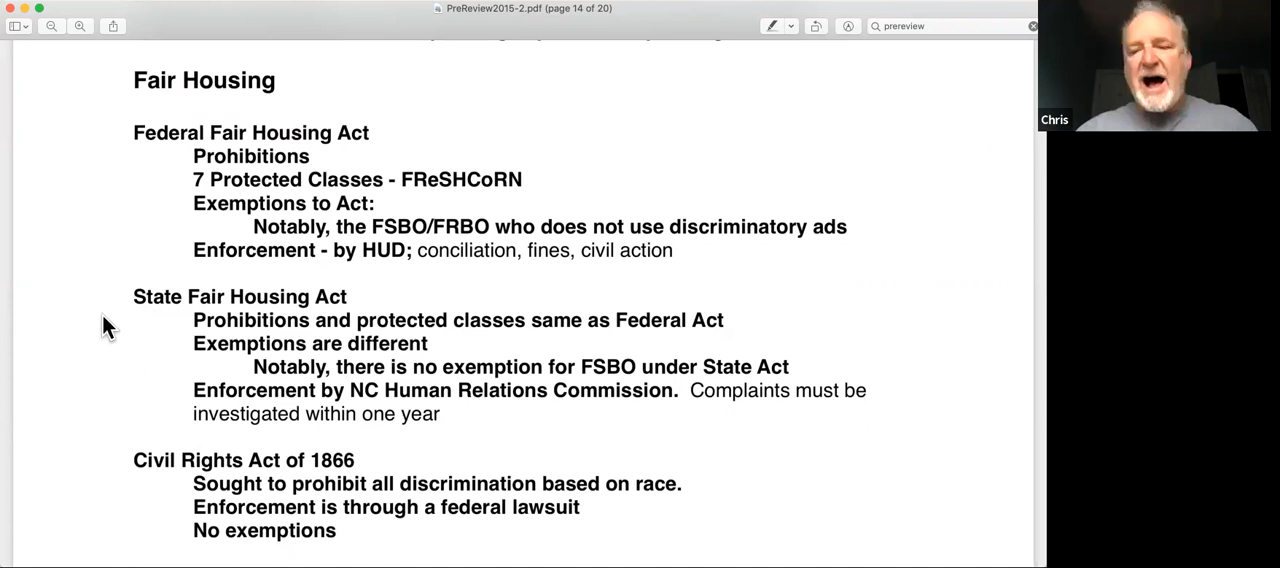 PreReview2015-2.pdf (page 14 of 20)
prereview
Chris
Fair Housing
Federal Fair Housing Act
Prohibitions
7 Protected Classes - FReSHCoRN
Exemptions to Act:
Notably, the FSBO/FRBO who does not use discriminatory ads
Enforcement - by HUD; conciliation, fines, civil action
State Fair Housing Act
Prohibitions and protected classes same as Federal Act
Exemptions are different
Notably, there is no exemption for FSBO under State Act
Enforcement by NC Human Relations Commission.  Complaints must be
investigated within one year
Civil Rights Act of 1866
Sought to prohibit all discrimination based on race.
Enforcement is through a federal lawsuit
No exemptions